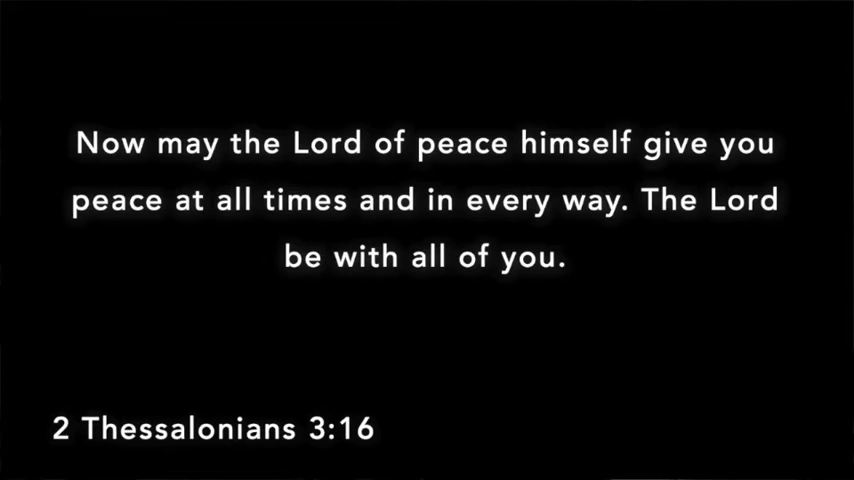 Now may the Lord of peace himself give you
peace at all times and in every way. The Lord
be with all of you.
2 Thessalonians 3:16